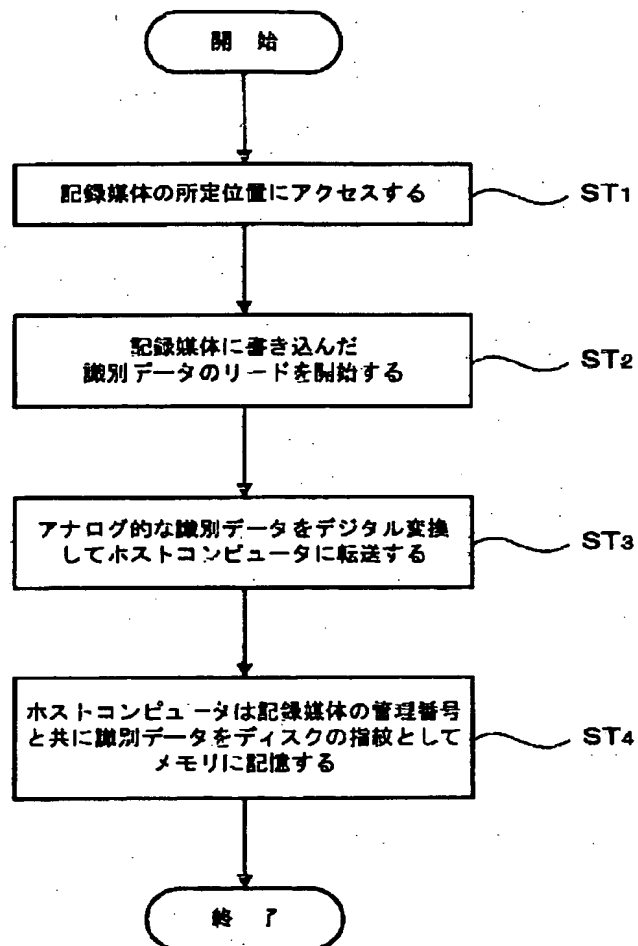 開 始
記録媒体の所定位置にアクセスする
ST1
記録媒体に書き込んだ
識別データのリードを開始する
ST2
アナログ的な識別データをデジタル変換
してホストコンピュータに転送する
ST3
ホストコンピュータは記録媒体の管理番号
と共に識別データをディスクの指紋として
メモリに記憶する
ST4
終 了